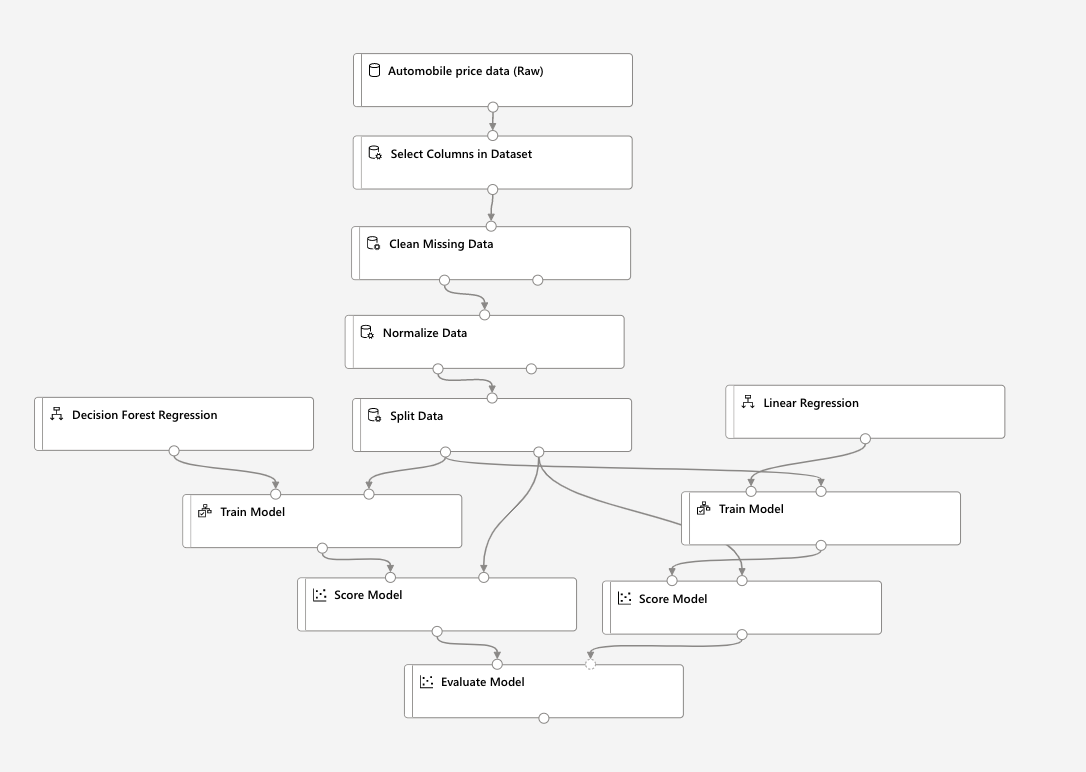 Automobile price data (Raw)
Select Columns in Dataset
Clean Missing Data
Normalize Data
Decision Forest Regression
Split Data
Linear Regression
Train Model
Train Model
Score Model
Score Model
Evaluate Model